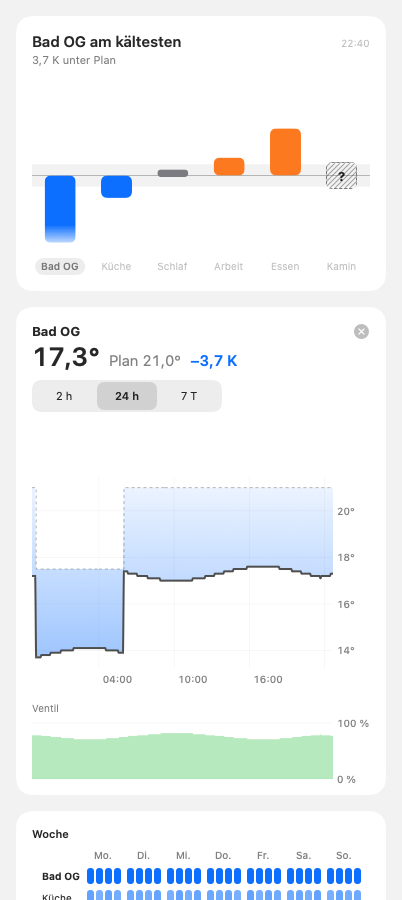 Bad OG am kältesten
22:40
3,7 K unter Plan
?
Bad OG Küche Schlaf Arbeit Essen Kamin
Bad OG
17,3° Plan 21,0° −3,7 K
2 h 24 h 7 T
20°
18°
16°
14°
04:00 10:00 16:00
Ventil
100 %
0 %
Woche
Mo. Di. Mi. Do. Fr. Sa. So.
Bad OG
Küche